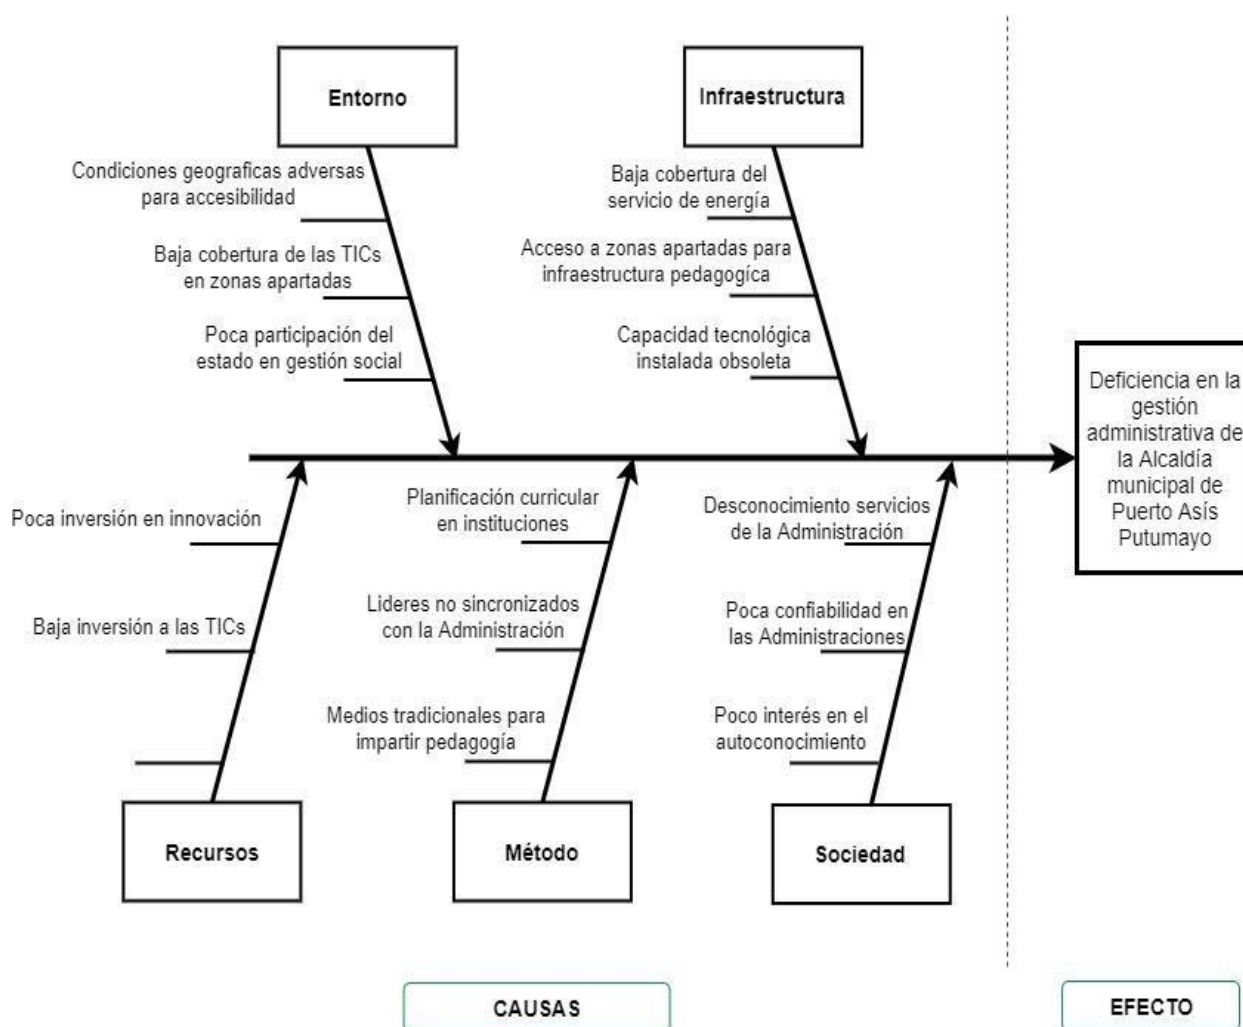 Entorno
Infraestructura
Condiciones geograficas adversas
para accesibilidad
Baja cobertura de las TICs
en zonas apartadas
Poca participación del
estado en gestión social
Baja cobertura del
servicio de energía
Acceso a zonas apartadas para
infraestructura pedagogíca
Capacidad tecnológica
instalada obsoleta
Deficiencia en la
gestión
administrativa de
la Alcaldía
municipal de
Puerto Asís
Putumayo
Poca inversión en innovación
Baja inversión a las TICs
Planificación curricular
en instituciones
Lideres no sincronizados
con la Administración
Medios tradicionales para
impartir pedagogía
Desconocimiento servicios
de la Administración
Poca confiabilidad en
las Administraciones
Poco interés en el
autoconocimiento
Recursos
Método
Sociedad
CAUSAS
EFECTO